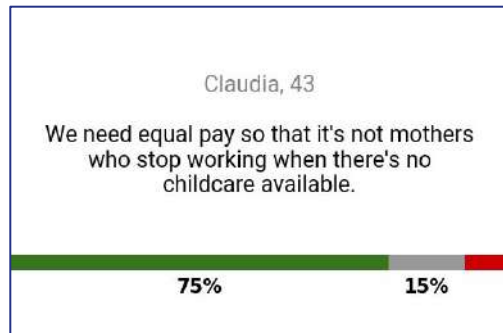 Claudia, 43
We need equal pay so that it's not mothers
who stop working when there's no
childcare available.
75%
15%